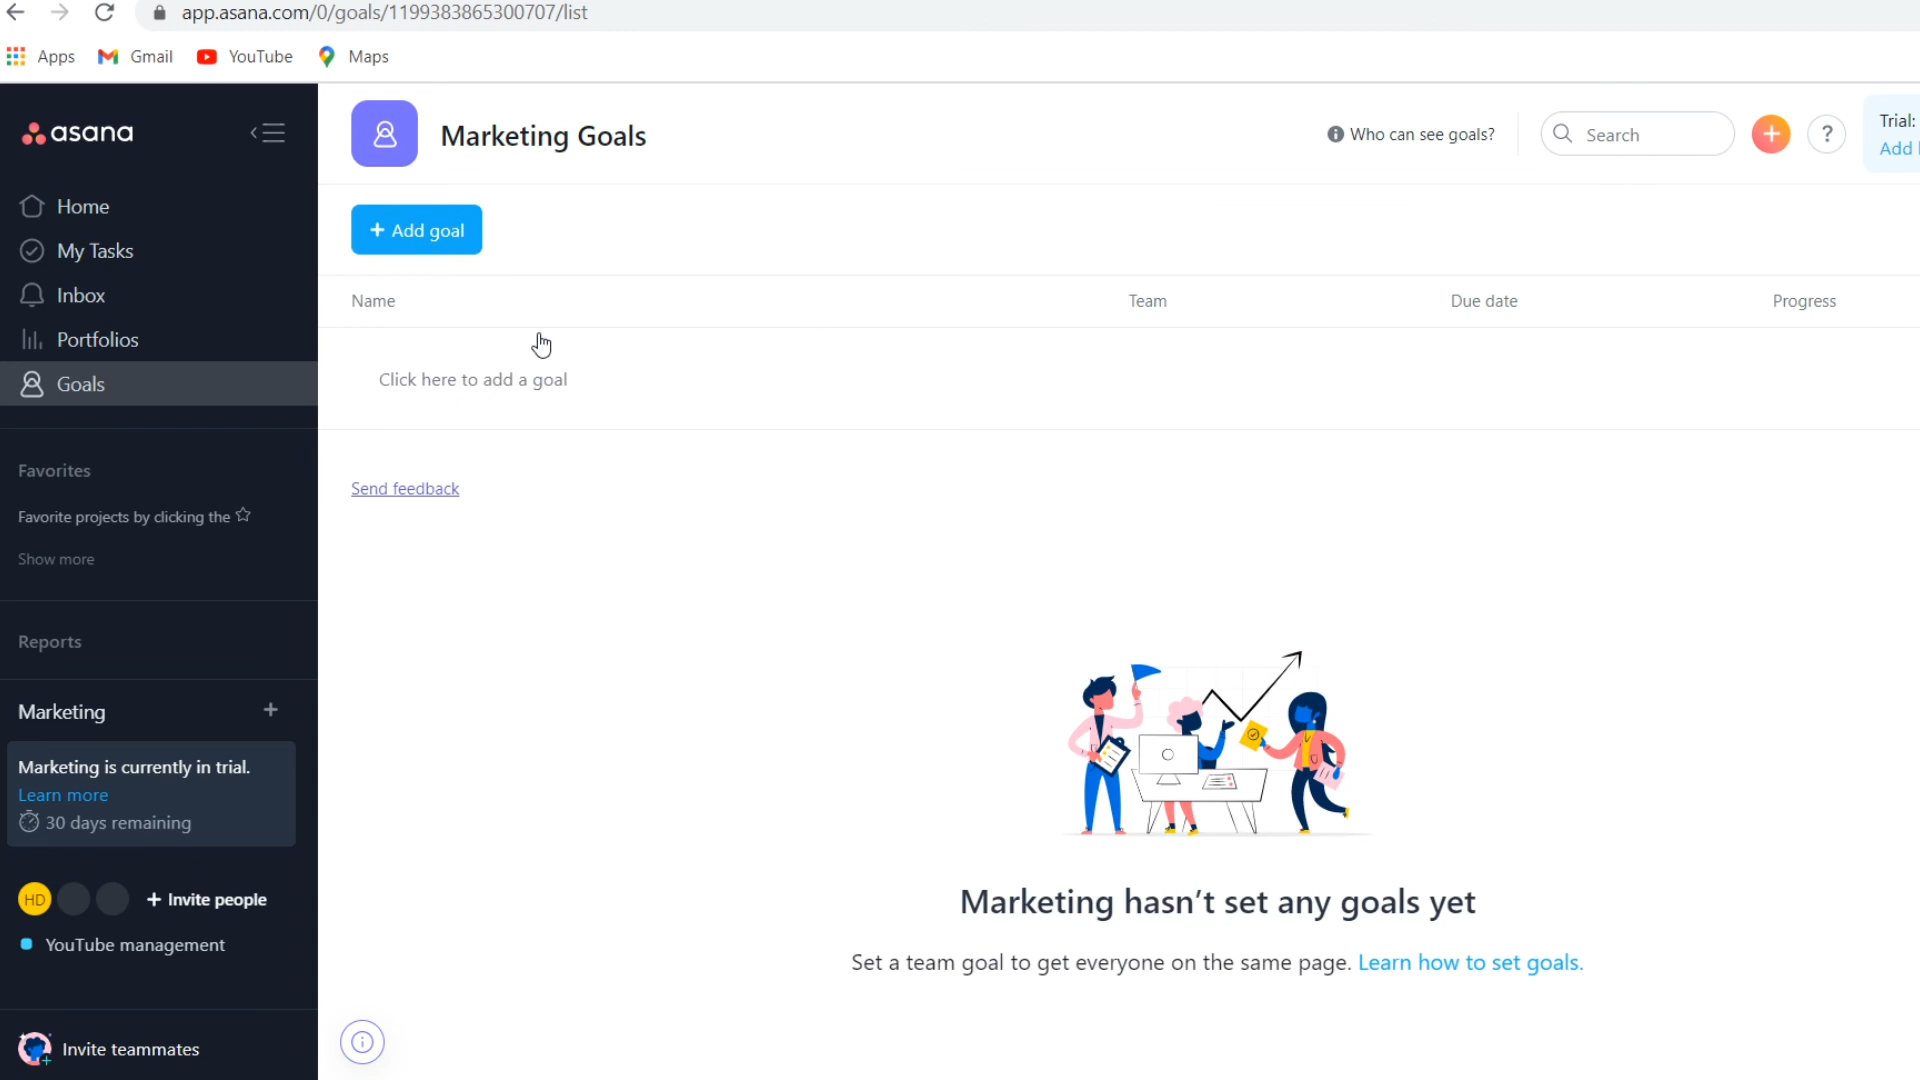 app.asana.com/0/goals/1199383865300707/list
Apps Gmail YouTube Maps
asana
Home
My Tasks
Inbox
Portfolios
Goals
Favorites
Favorite projects by clicking the
Show more
Reports
Marketing +
Marketing is currently in trial.
Learn more
30 days remaining
HD + Invite people
YouTube management
Invite teammates
Marketing Goals
Who can see goals?
Search
+
?
Trial:
Add
+ Add goal
Name Team Due date Progress
Click here to add a goal
Send feedback
Marketing hasn't set any goals yet
Set a team goal to get everyone on the same page. Learn how to set goals.